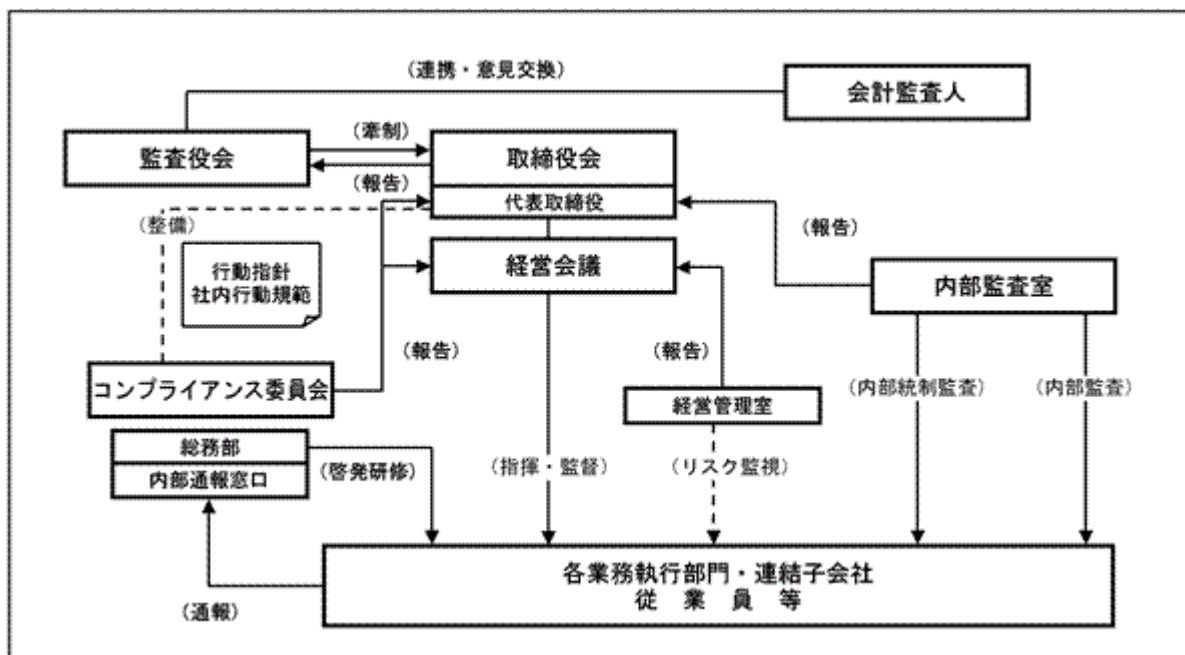 （連携・意見交換）
会計監査人
監査役会
（牽制）
取締役会
（報告）
代表取締役
（整備）
（報告）
行動指針
社内行動規範
経営会議
内部監査室
（報告）
（報告）
コンプライアンス委員会
経営管理室
（内部統制監査）
（内部監査）
総務部
内部通報窓口
（啓発研修）
（指揮・監督）
（リスク監視）
各業務執行部門・連結子会社
従業員等
（通報）